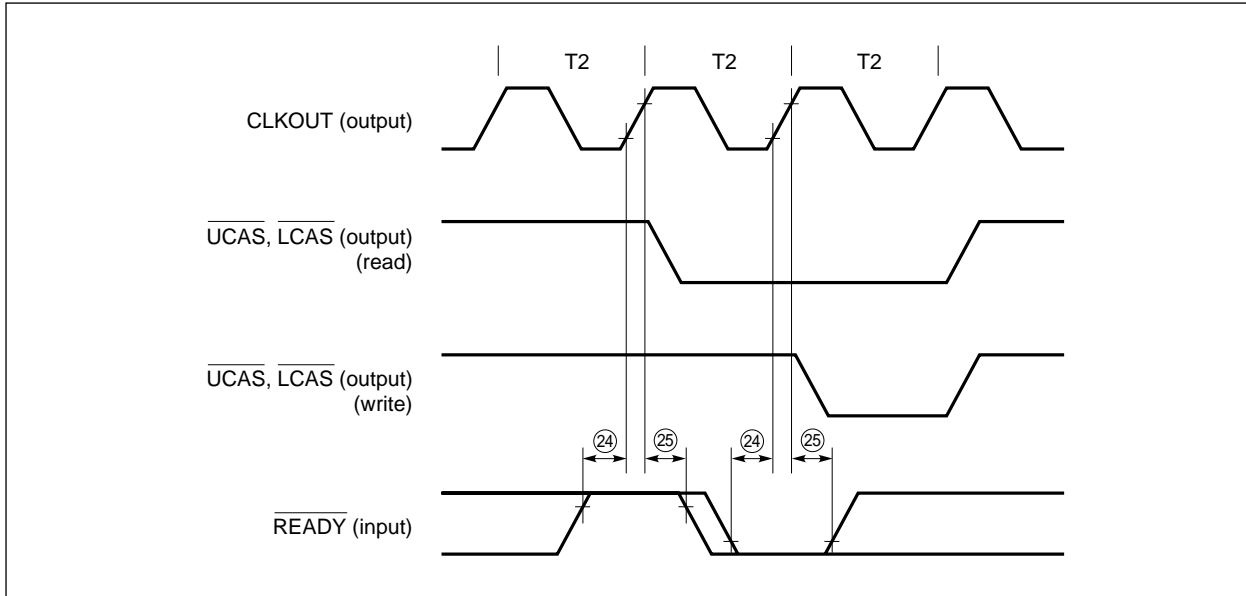 T2 T2 T2
CLKOUT (output)
UCAS, LCAS (output)
(read)
UCAS, LCAS (output)
(write)
24 25 24 25
READY (input)